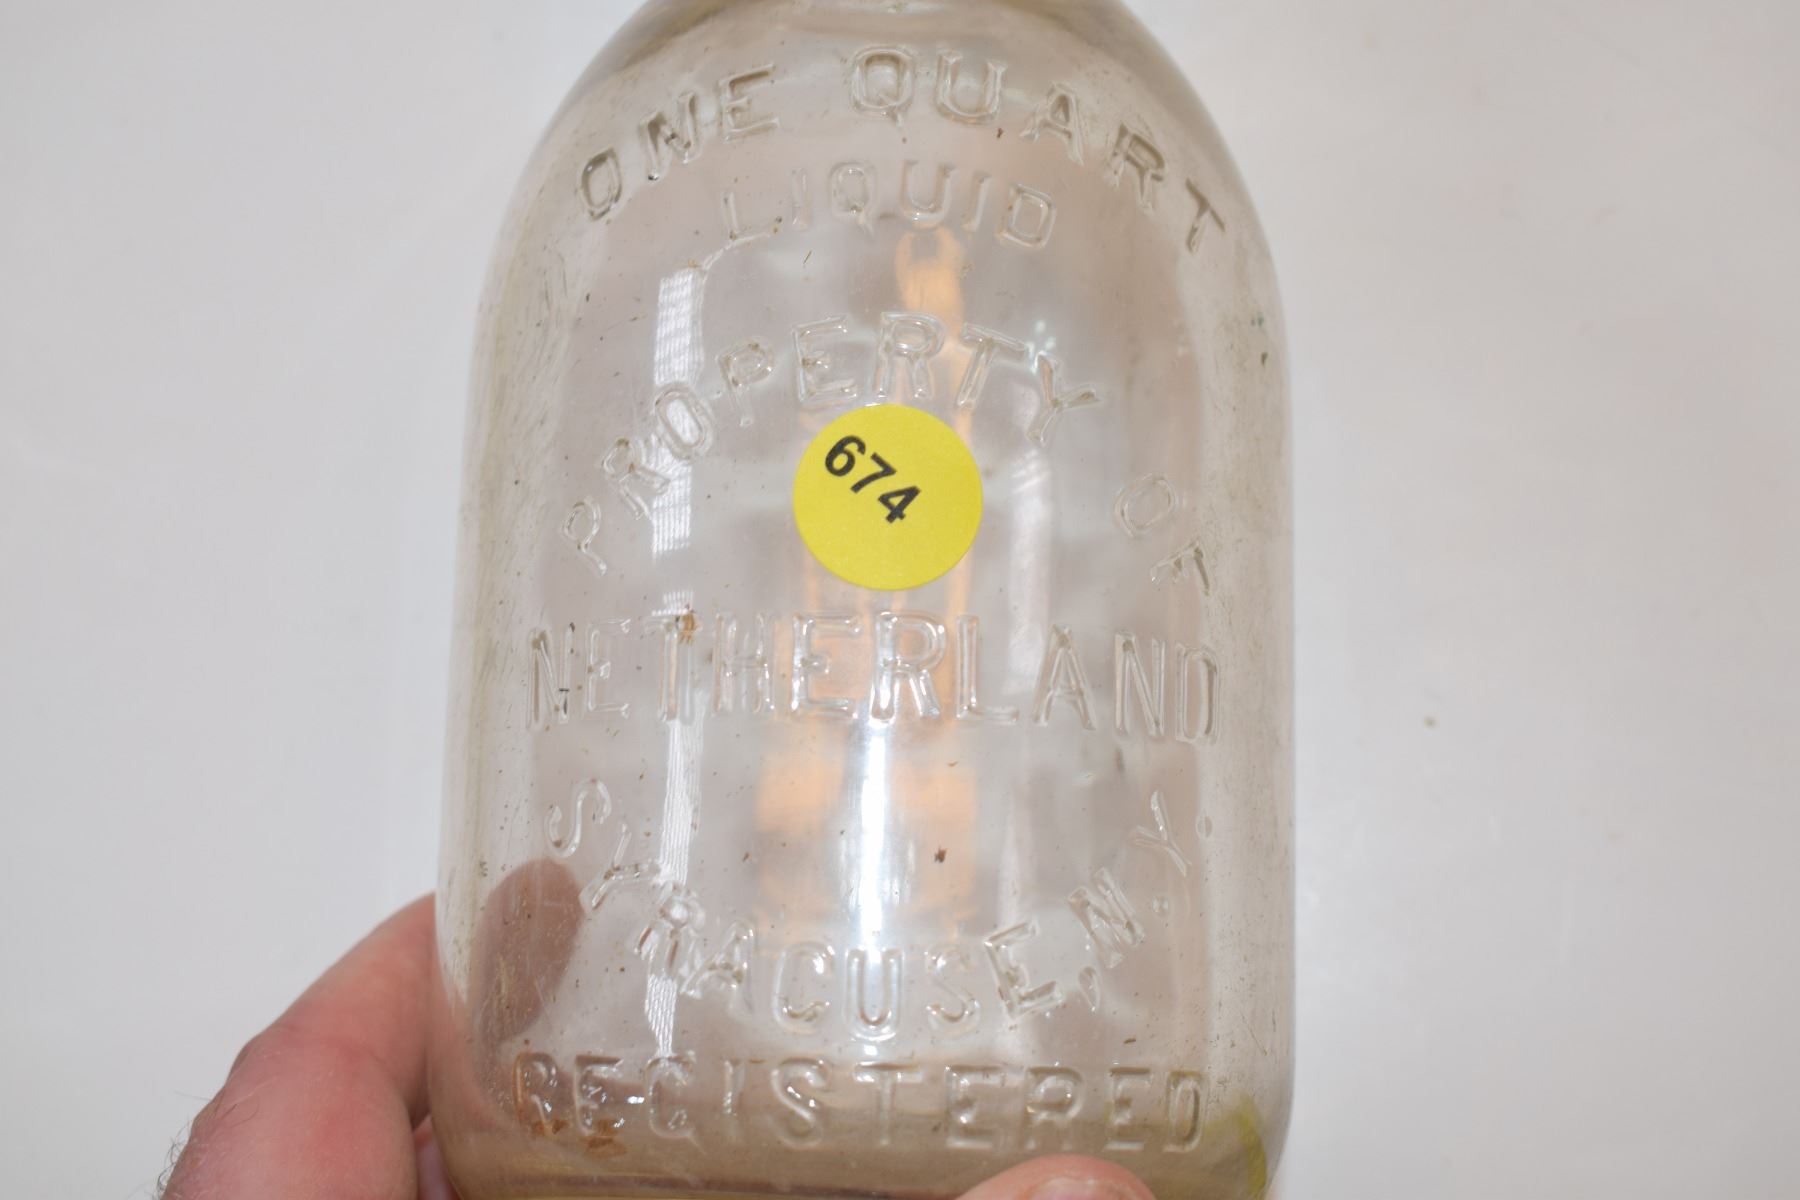 ONE QUART
LIQUID
PROPERTY OF
674
NETHERLAND
SYRACUSE, N.Y.
REGISTERED